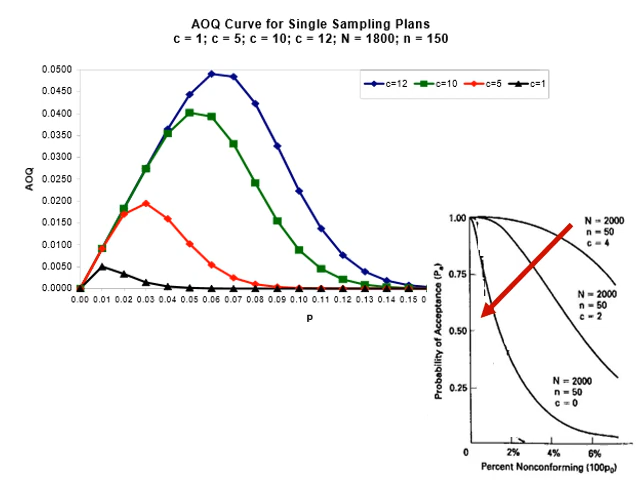 AOQ Curve for Single Sampling Plans
c = 1; c = 5; c = 10; c = 12; N = 1800; n = 150
0.0500
0.0450
0.0400
0.0350
0.0300
0.0250
0.0200
0.0150
0.0100
0.0050
0.0000
AOQ
c=12 c=10 c=5 c=1
0.00 0.01 0.02 0.03 0.04 0.05 0.06 0.07 0.08 0.09 0.10 0.11 0.12 0.13 0.14 0.15 0
p
1.00
0.75
0.50
0.25
Probability of Acceptance (Pa)
N = 2000
n = 50
c = 4
N = 2000
n = 50
c = 2
N = 2000
n = 50
c = 0
0 2% 4% 6%
Percent Nonconforming (100p0)